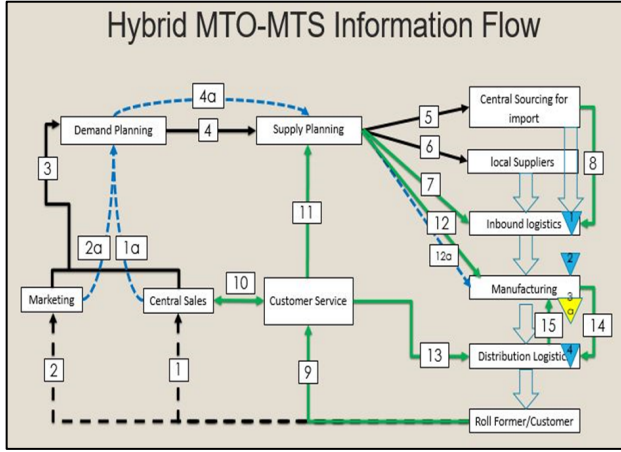 Hybrid MTO-MTS Information Flow
4a
Central Sourcing for
import
5
Demand Planning
4
Supply Planning
6
local Suppliers
8
3
7
11
12
Inbound logistics
1
2a
1a
12a
2
10
Manufacturing
Marketing
Central Sales
Customer Service
3
a
15
14
13
Distribution Logistic
4
2
1
9
Roll Former/Customer